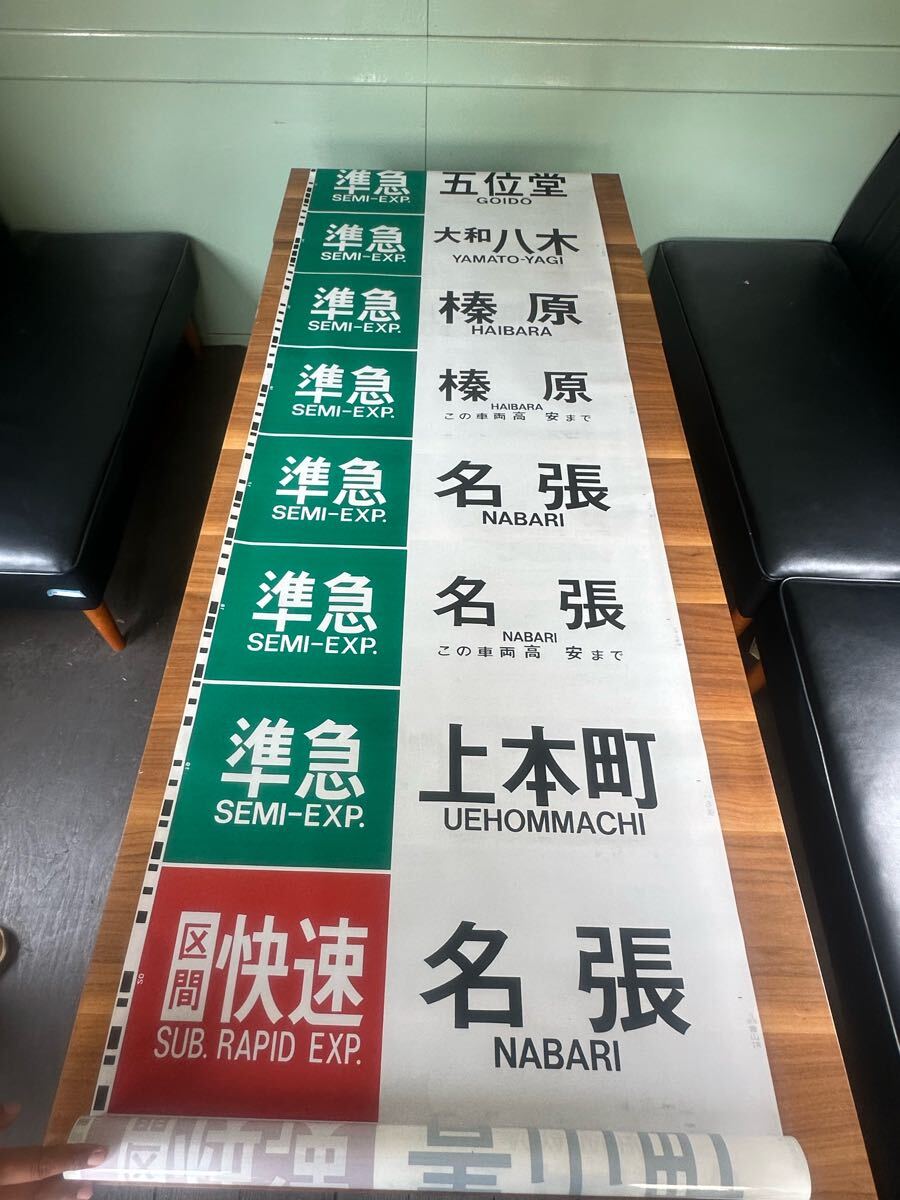 準急 五位堂
SEMI-EXP. GOIDO
準急 大和八木
SEMI-EXP. YAMATO-YAGI
準急 榛原
SEMI-EXP. HAIBARA
準急 榛原
SEMI-EXP. HAIBARA
この車両高安まで
準急 名張
SEMI-EXP. NABARI
準急 名張
SEMI-EXP. NABARI
この車両高安まで
準急 上本町
SEMI-EXP. UEHOMMACHI
区間快速 名張
SUB. RAPID EXP. NABARI